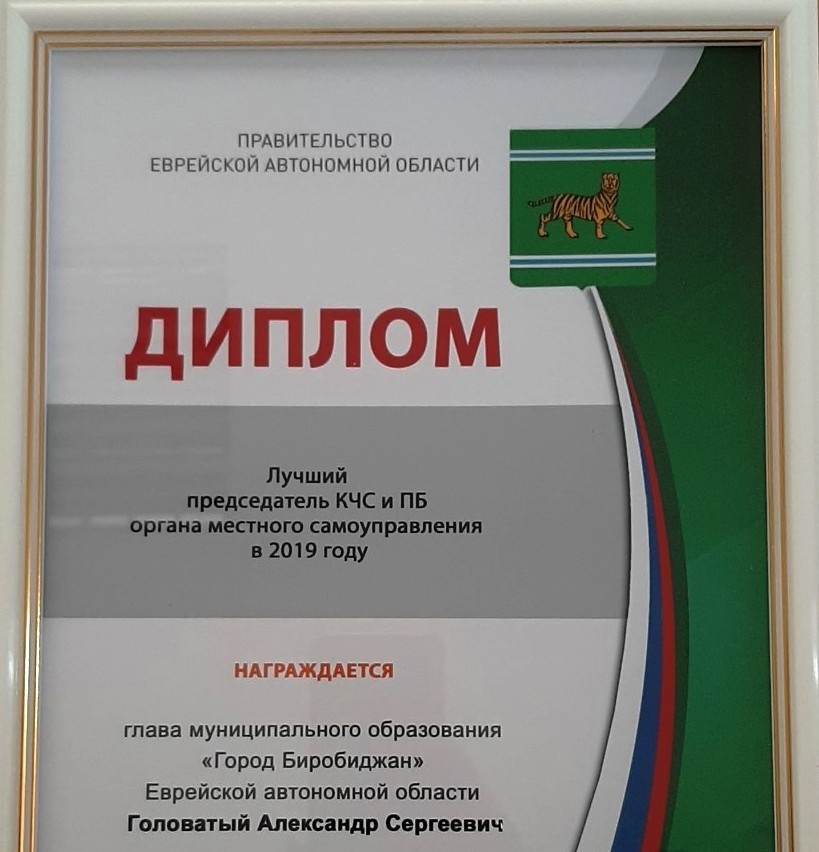 ПРАВИТЕЛЬСТВО
ЕВРЕЙСКОЙ АВТОНОМНОЙ ОБЛАСТИ
ДИПЛОМ
Лучший
председатель КЧС и ПБ
органа местного самоуправления
в 2019 году
НАГРАЖДАЕТСЯ
глава муниципального образования
«Город Биробиджан»
Еврейской автономной области
Головатый Александр Сергеевич